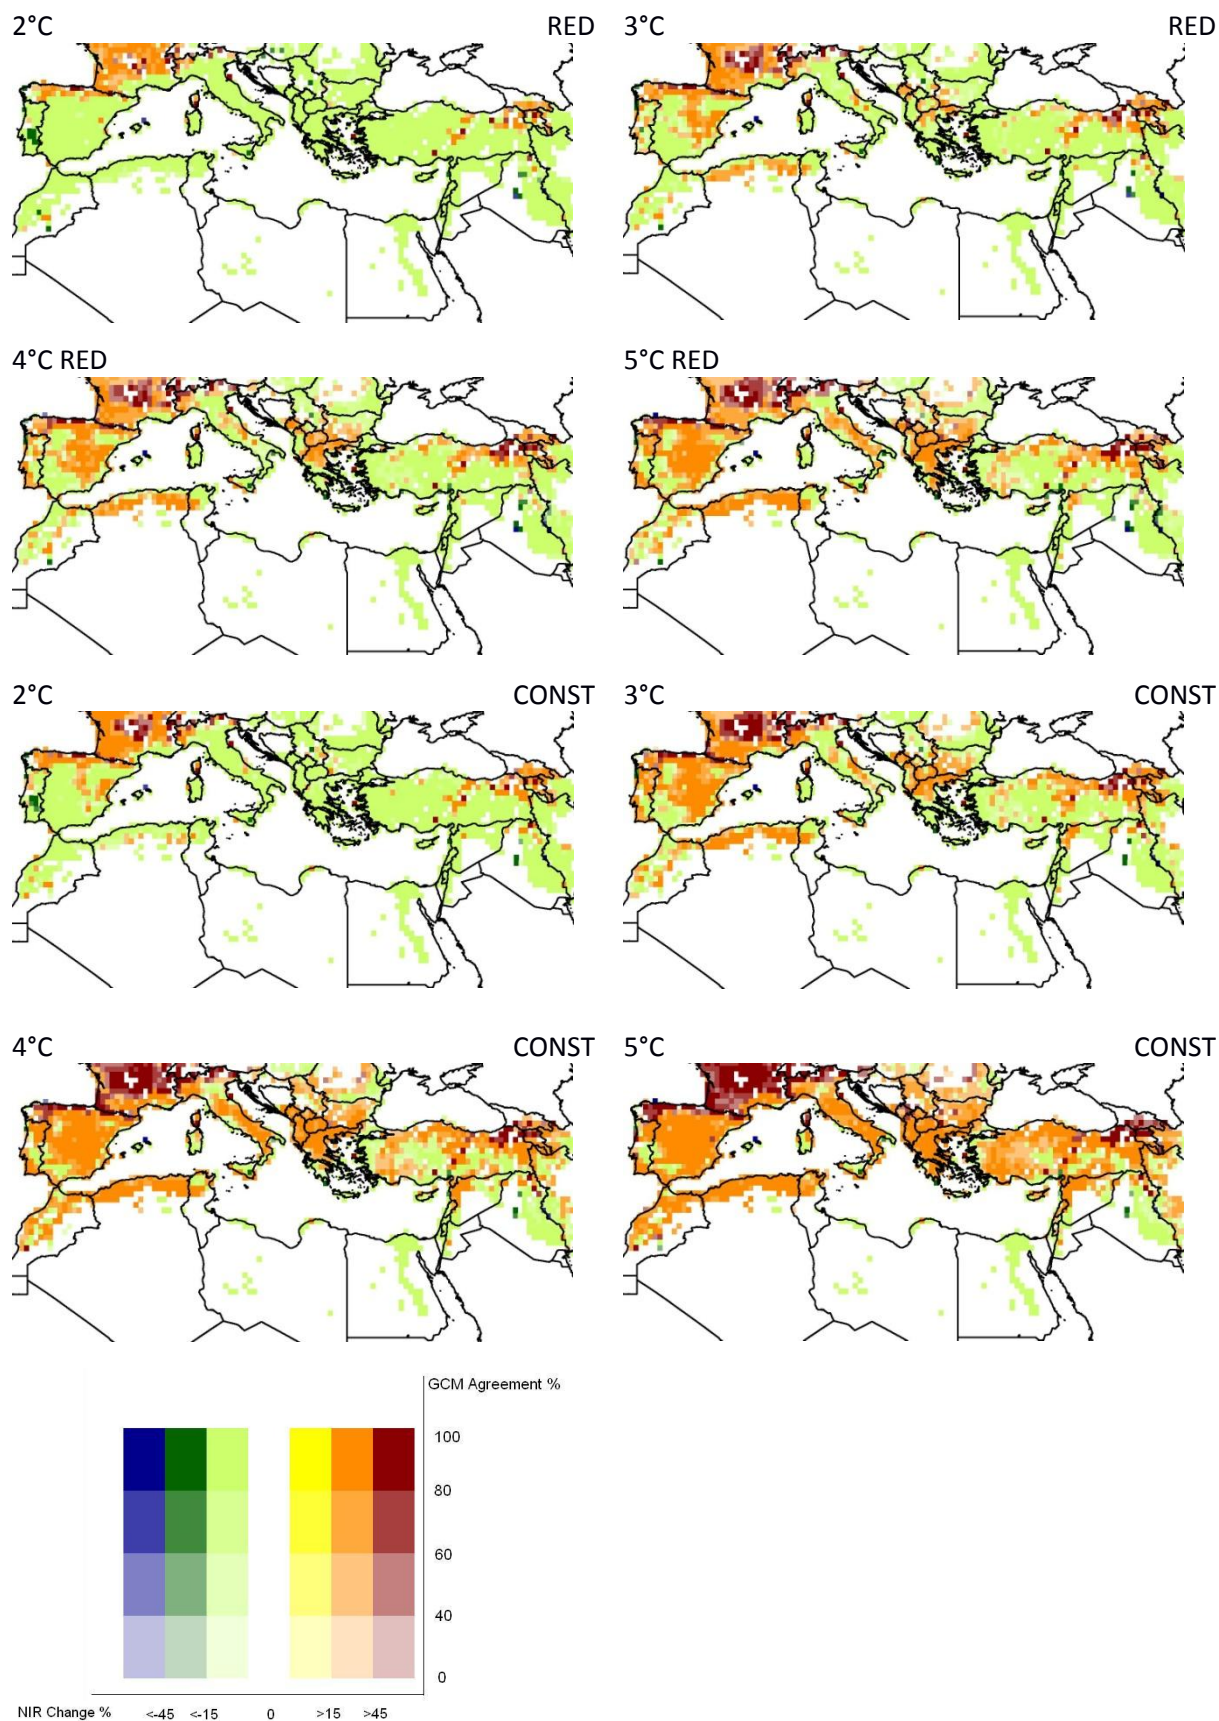 2°C RED 3°C RED
4°C RED 5°C RED
2°C CONST 3°C CONST
4°C CONST 5°C CONST
GCM Agreement %
100
80
60
40
0
NIR Change % <-45 <-15 0 >15 >45